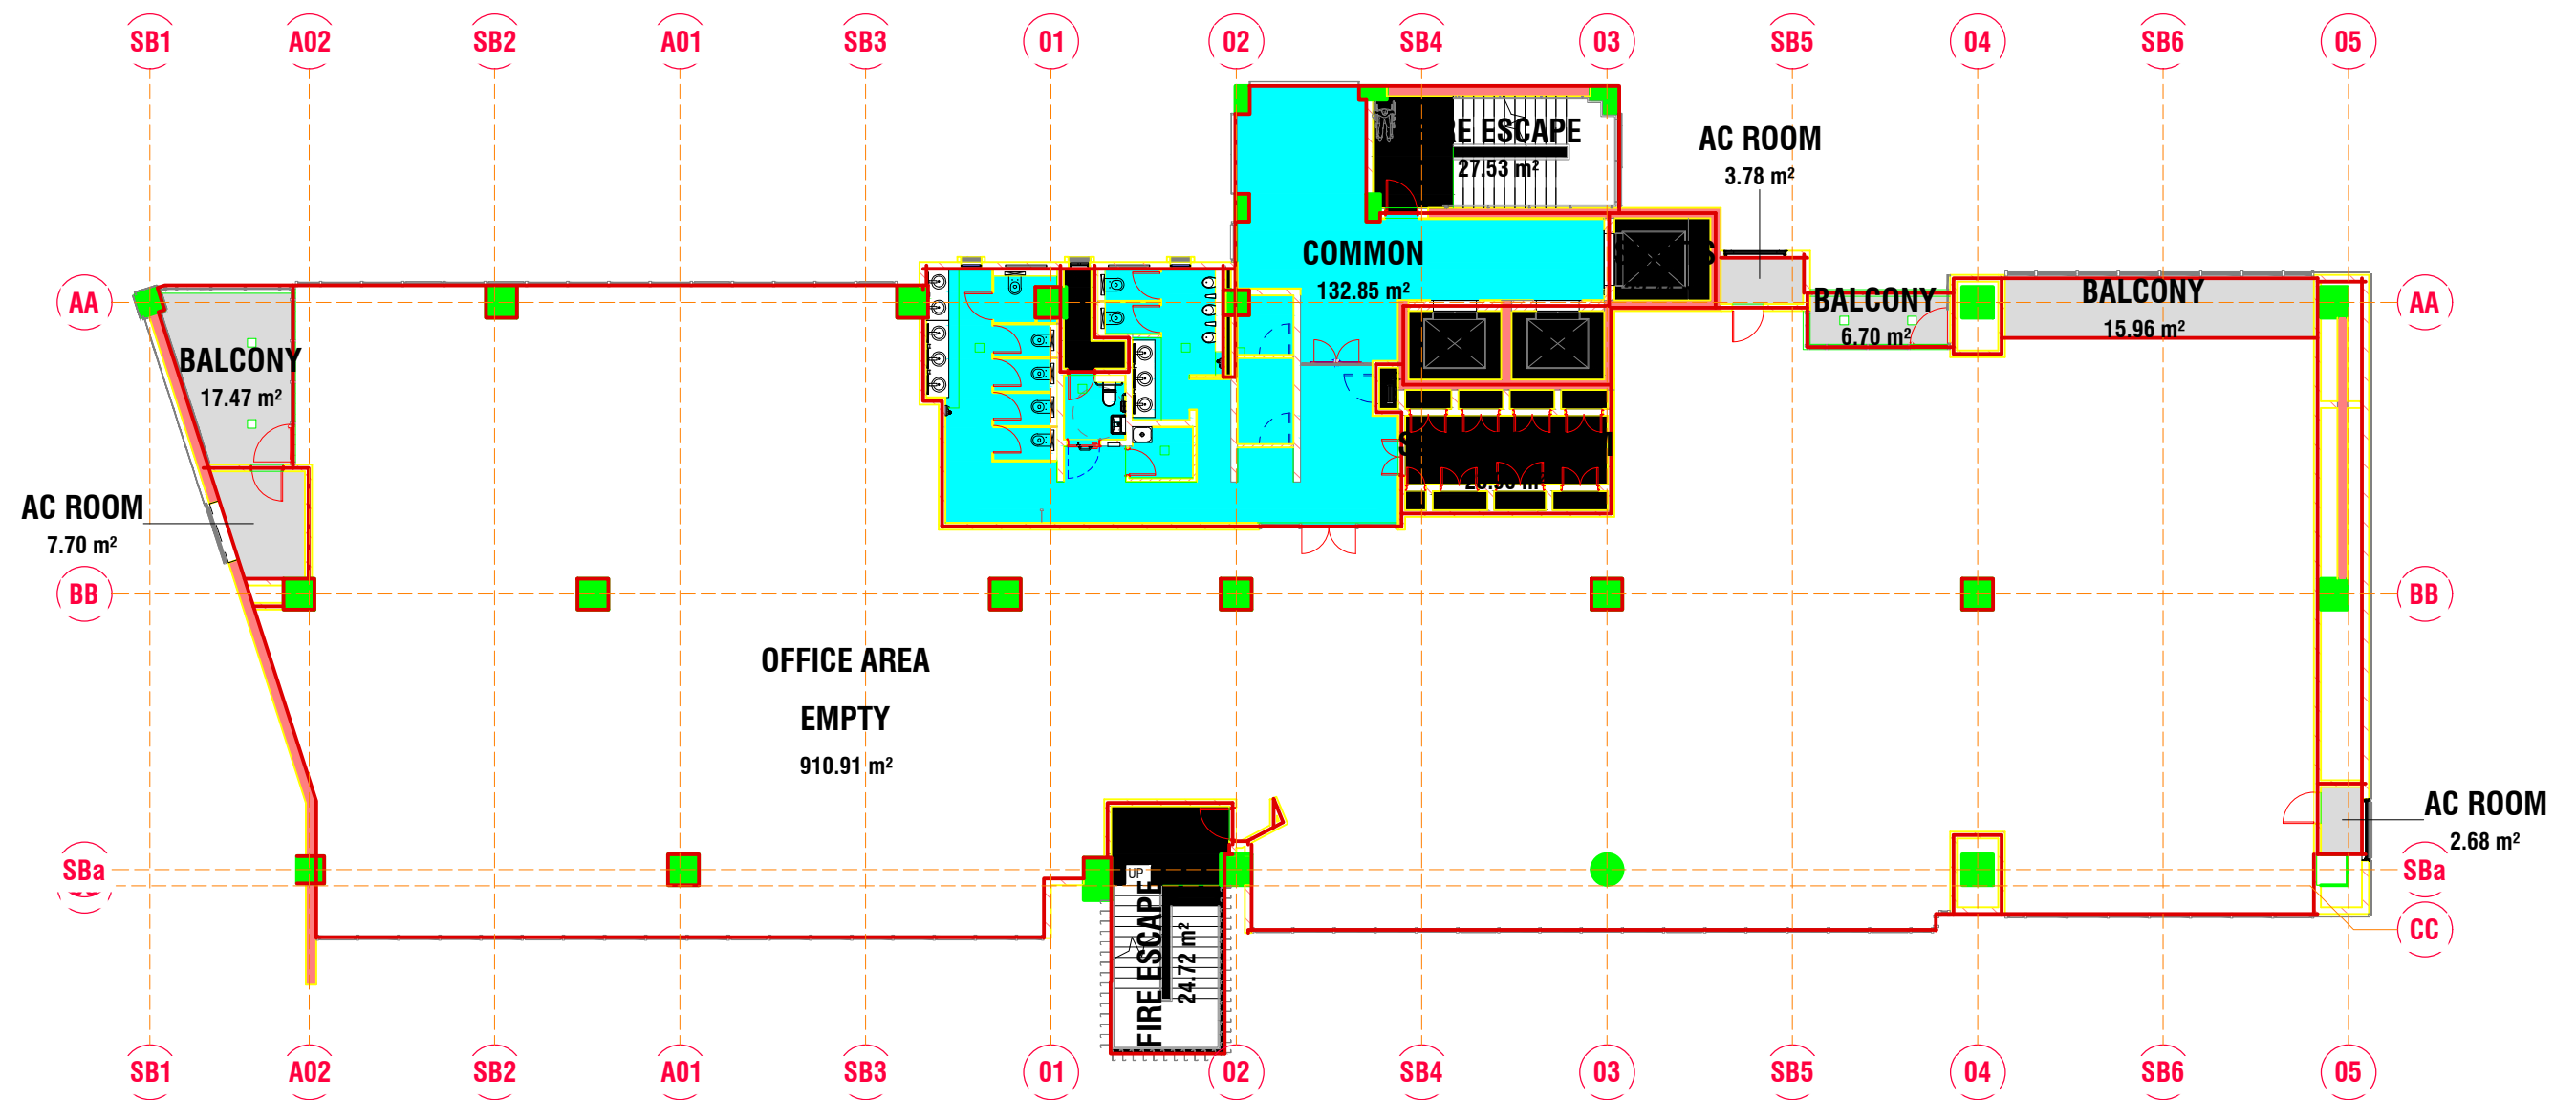 SB1 A02 SB2 A01 SB3 01 02 SB4 03 SB5 04 SB6 05
ESCAPE
27.53 m²
AC ROOM
3.78 m²
COMMON
132.85 m²
AA
BALCONY
6.70 m²
BALCONY
15.96 m²
AA
BALCONY
17.47 m²
AC ROOM
7.70 m²
BB
BB
OFFICE AREA
EMPTY
910.91 m²
AC ROOM
2.68 m²
SBa
UP
SBa
FIRE ESCAPE
24.72 m²
CC
SB1 A02 SB2 A01 SB3 01 02 SB4 03 SB5 04 SB6 05